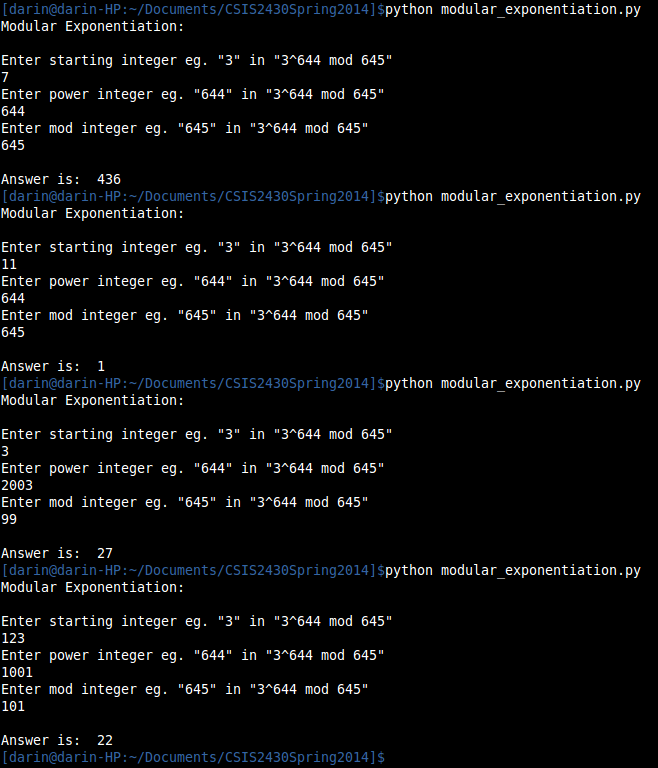 [darin@darin-HP:~/Documents/CSIS2430Spring2014]$python modular_exponentiation.py
Modular Exponentiation:

Enter starting integer eg. "3" in "3^644 mod 645"
7
Enter power integer eg. "644" in "3^644 mod 645"
644
Enter mod integer eg. "645" in "3^644 mod 645"
645

Answer is:  436
[darin@darin-HP:~/Documents/CSIS2430Spring2014]$python modular_exponentiation.py
Modular Exponentiation:

Enter starting integer eg. "3" in "3^644 mod 645"
11
Enter power integer eg. "644" in "3^644 mod 645"
644
Enter mod integer eg. "645" in "3^644 mod 645"
645

Answer is:  1
[darin@darin-HP:~/Documents/CSIS2430Spring2014]$python modular_exponentiation.py
Modular Exponentiation:

Enter starting integer eg. "3" in "3^644 mod 645"
3
Enter power integer eg. "644" in "3^644 mod 645"
2003
Enter mod integer eg. "645" in "3^644 mod 645"
99

Answer is:  27
[darin@darin-HP:~/Documents/CSIS2430Spring2014]$python modular_exponentiation.py
Modular Exponentiation:

Enter starting integer eg. "3" in "3^644 mod 645"
123
Enter power integer eg. "644" in "3^644 mod 645"
1001
Enter mod integer eg. "645" in "3^644 mod 645"
101

Answer is:  22
[darin@darin-HP:~/Documents/CSIS2430Spring2014]$